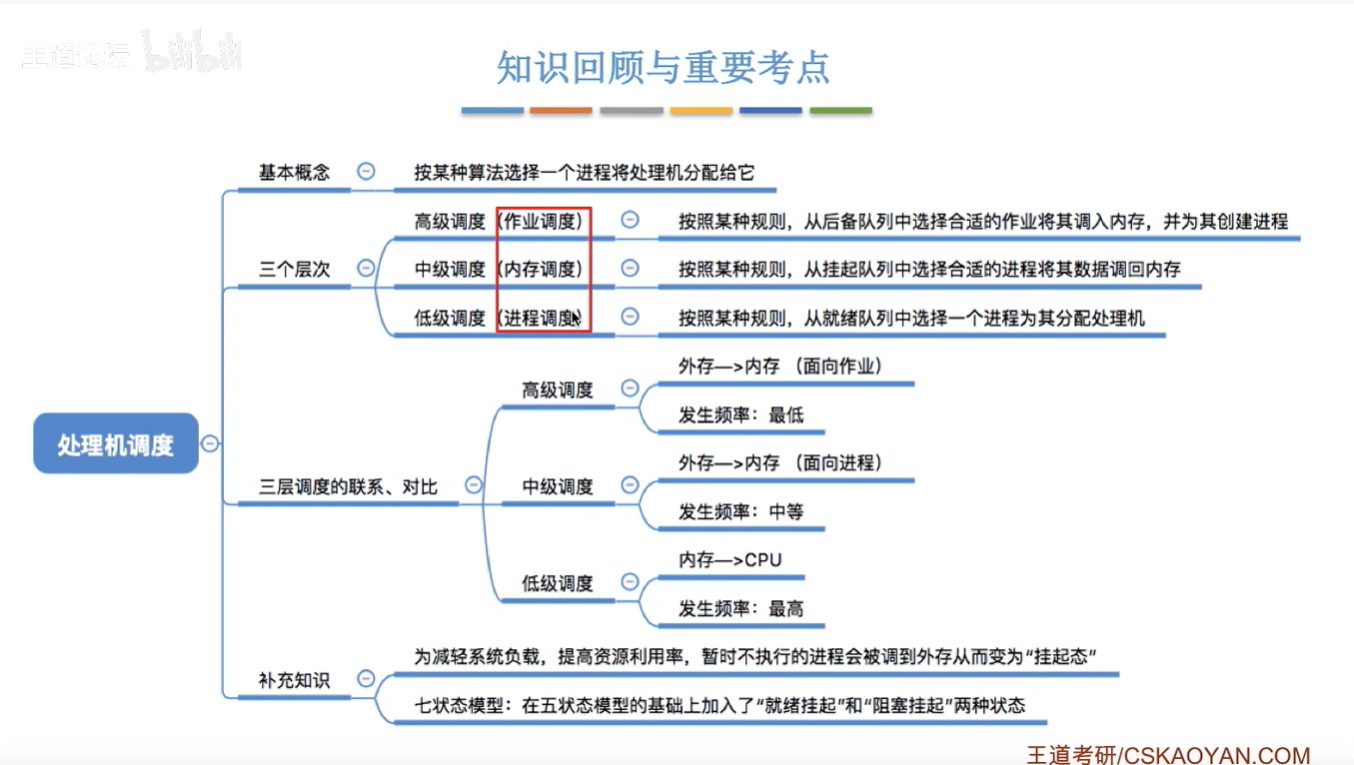 王道论坛 bilibili
知识回顾与重要考点
基本概念
按某种算法选择一个进程将处理机分配给它
三个层次
高级调度（作业调度）
按照某种规则，从后备队列中选择合适的作业将其调入内存，并为其创建进程
中级调度（内存调度）
按照某种规则，从挂起队列中选择合适的进程将其数据调回内存
低级调度（进程调度）
按照某种规则，从就绪队列中选择一个进程为其分配处理机
处理机调度
三层调度的联系、对比
高级调度
外存—>内存 （面向作业）
发生频率：最低
中级调度
外存—>内存 （面向进程）
发生频率：中等
低级调度
内存—>CPU
发生频率：最高
补充知识
为减轻系统负载，提高资源利用率，暂时不执行的进程会被调到外存从而变为“挂起态”
七状态模型：在五状态模型的基础上加入了“就绪挂起”和“阻塞挂起”两种状态
王道考研/CSKAOYAN.COM